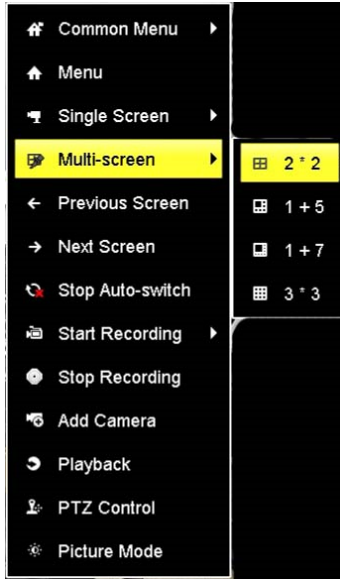 Common Menu
Menu
Single Screen
Multi-screen
2 * 2
Previous Screen
1 + 5
Next Screen
1 + 7
Stop Auto-switch
3 * 3
Start Recording
Stop Recording
Add Camera
Playback
PTZ Control
Picture Mode